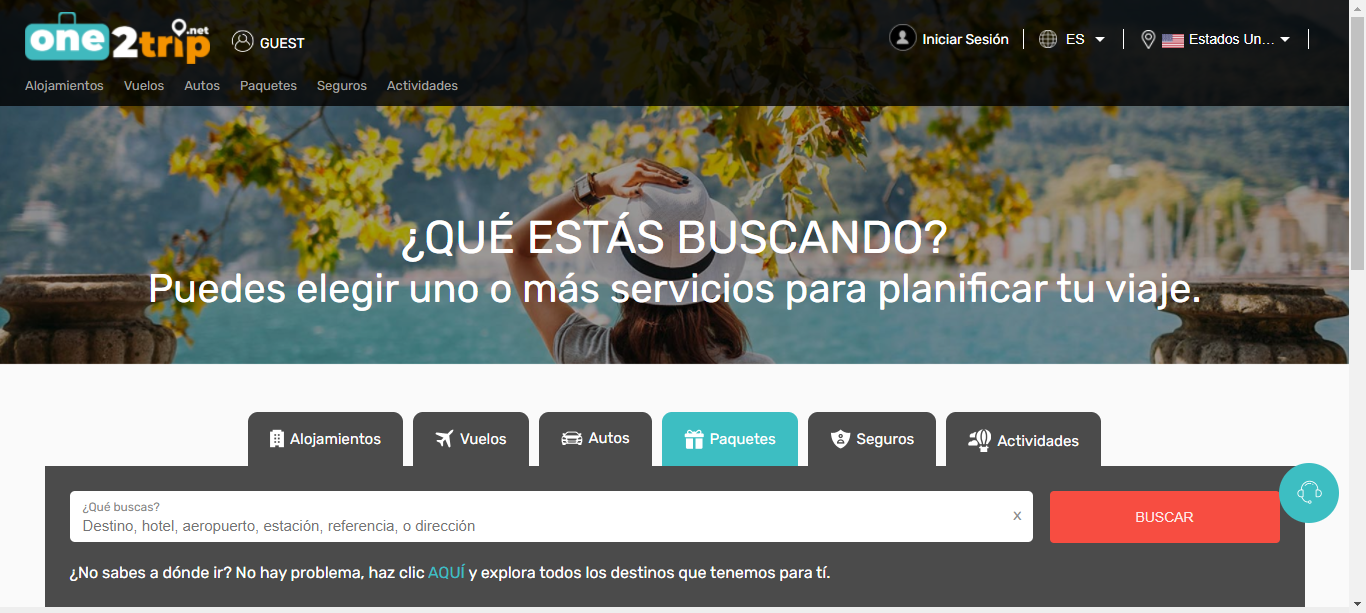 one2trip.net
GUEST
Iniciar Sesión
ES
Estados Un...
Alojamientos Vuelos Autos Paquetes Seguros Actividades
¿QUÉ ESTÁS BUSCANDO?
Puedes elegir uno o más servicios para planificar tu viaje.
Alojamientos Vuelos Autos Paquetes Seguros Actividades
¿Qué buscas?
Destino, hotel, aeropuerto, estación, referencia, o dirección
x
BUSCAR
¿No sabes a dónde ir? No hay problema, haz clic AQUÍ y explora todos los destinos que tenemos para tí.